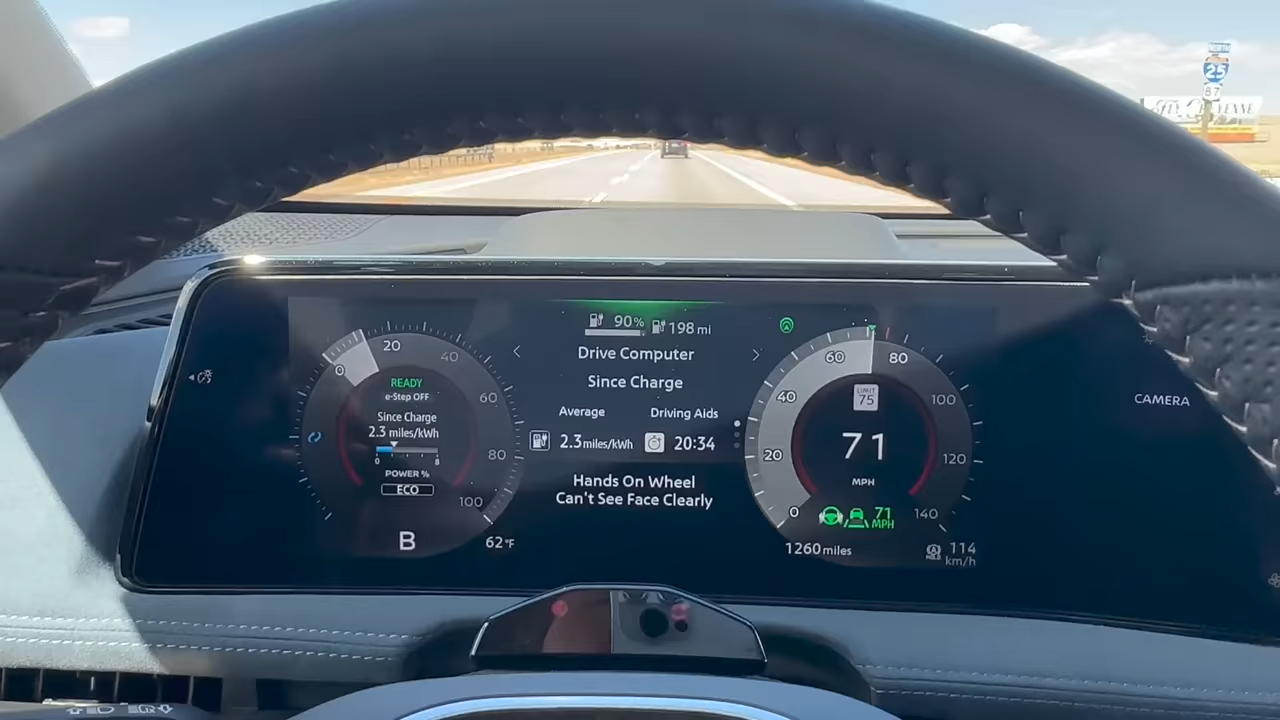 NORTH
25
87
90%
198 mi
Drive Computer
Since Charge
Average
Driving Aids
2.3 miles/kWh
20:34
Hands On Wheel
Can't See Face Clearly
0
20
40
60
80
100
READY
e-Step OFF
Since Charge
2.3 miles/kWh
0 8
POWER %
ECO
B
62°F
0
20
40
60
80
100
120
140
LIMIT
75
71
MPH
71
MPH
1260 miles
HOLD
114
km/h
CAMERA